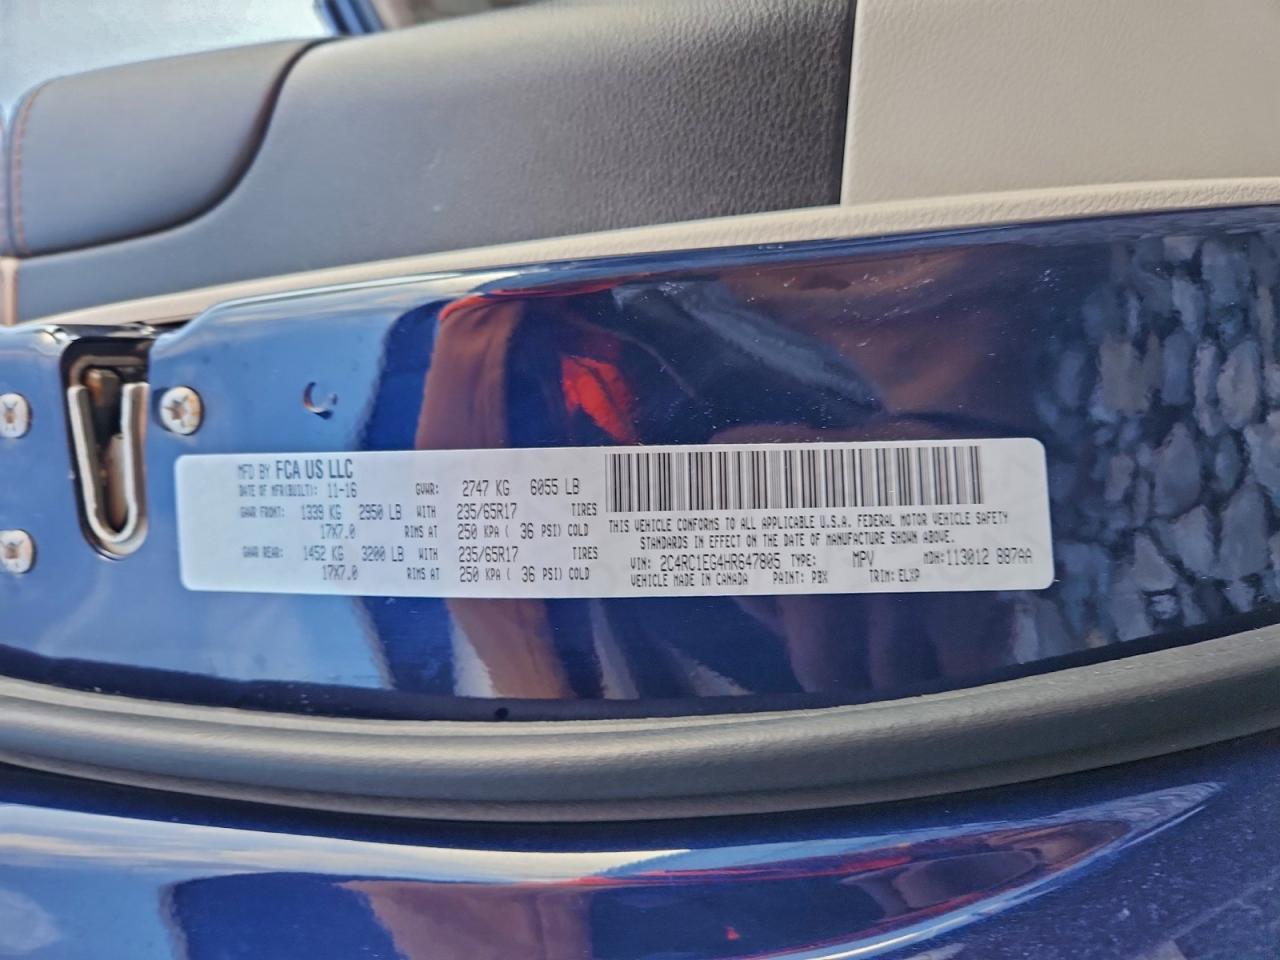 MFD BY FCA US LLC
DATE OF MFR(BUILT): 11-16 GVWR: 2747 KG 6055 LB
GAWR FRONT: 1339 KG 2950 LB WITH 235/65R17 TIRES
17X7.0 RIMS AT 250 KPA ( 36 PSI) COLD
GAWR REAR: 1452 KG 3200 LB WITH 235/65R17 TIRES
17X7.0 RIMS AT 250 KPA ( 36 PSI) COLD
THIS VEHICLE CONFORMS TO ALL APPLICABLE U.S.A. FEDERAL MOTOR VEHICLE SAFETY
STANDARDS IN EFFECT ON THE DATE OF MANUFACTURE SHOWN ABOVE.
VIN: 2C4RC1EG4HR647805 TYPE: MPV MDH: 113012 887AA
VEHICLE MADE IN CANADA PAINT: PBX TRIM: ELXP